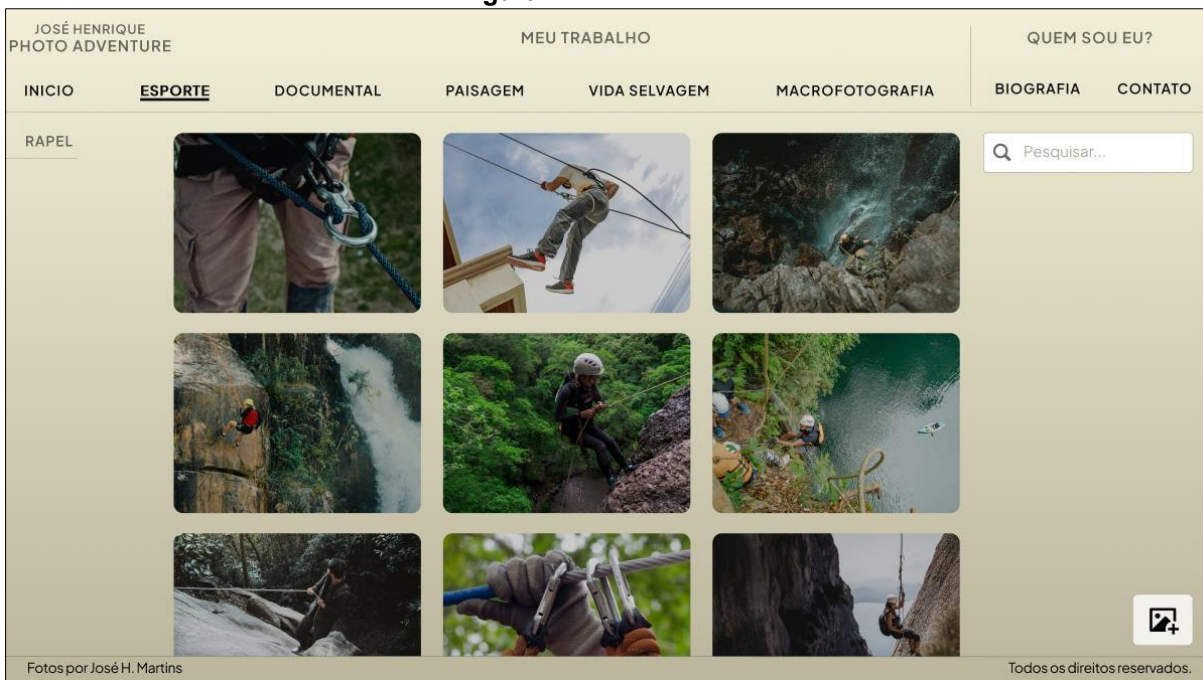 JOSÉ HENRIQUE
PHOTO ADVENTURE
MEU TRABALHO
QUEM SOU EU?
INICIO
ESPORTE
DOCUMENTAL
PAISAGEM
VIDA SELVAGEM
MACROFOTOGRAFIA
BIOGRAFIA
CONTATO
RAPEL
Pesquisar...
Fotos por José H. Martins
Todos os direitos reservados.